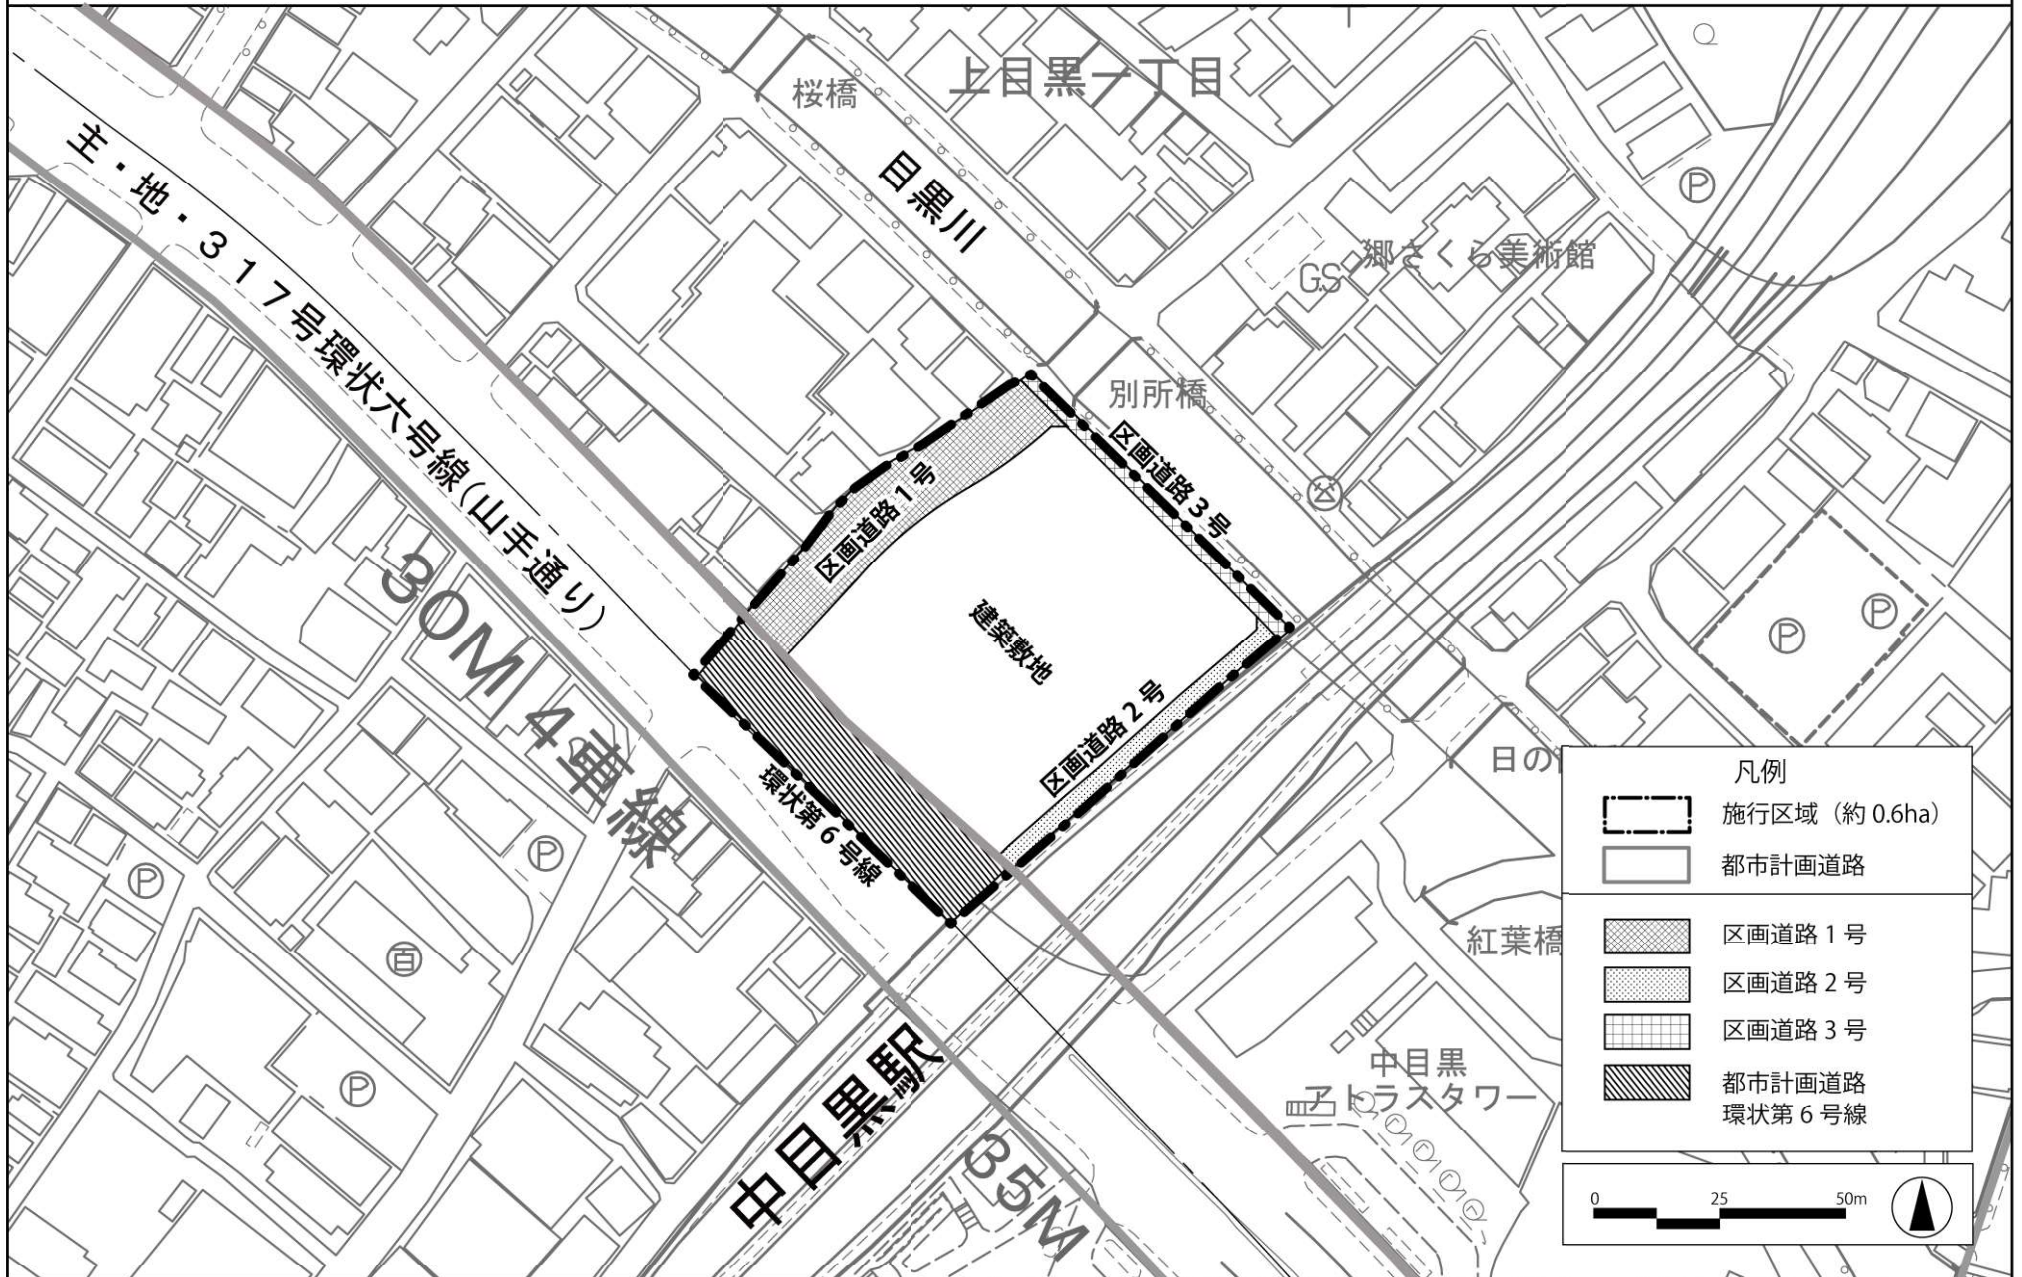 桜橋
上目黒一丁目
目黒川
主・地・317号環状六号線(山手通り)
郷さくら美術館
G.S
P
別所橋
区画道路3号
区画道路1号
建築敷地
区画道路2号
環状第6号線
30M 4車線
P
P
P
P
百
P
日の
紅葉橋
中目黒
アトラスタワー
中目黒駅
35M
凡例
施行区域(約 0.6ha)
都市計画道路
区画道路 1 号
区画道路 2 号
区画道路 3 号
都市計画道路
環状第 6 号線
0 25 50m